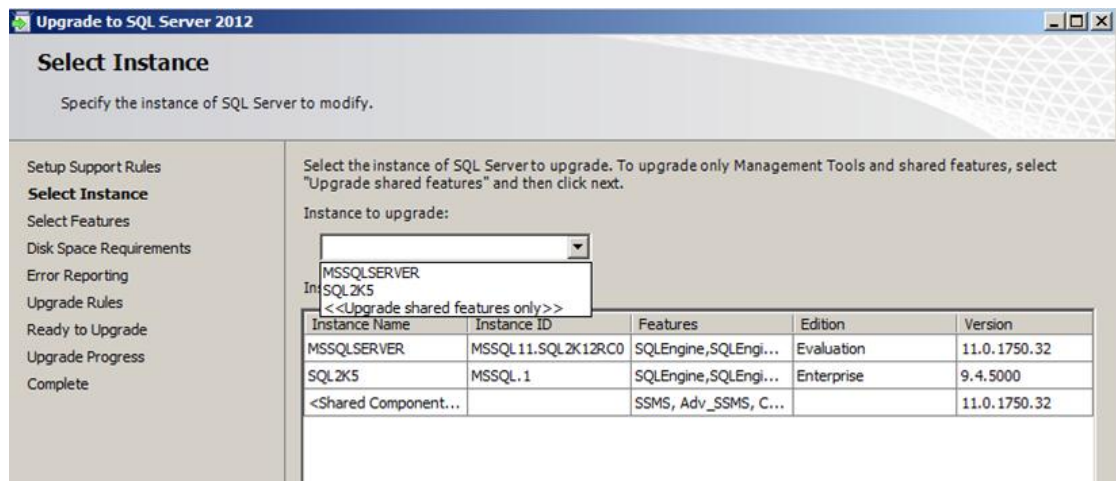 Upgrade to SQL Server 2012
Select Instance
Specify the instance of SQL Server to modify.
Setup Support Rules
Select Instance
Select Features
Disk Space Requirements
Error Reporting
Upgrade Rules
Ready to Upgrade
Upgrade Progress
Complete
Select the instance of SQL Server to upgrade. To upgrade only Management Tools and shared features, select
"Upgrade shared features" and then click next.
Instance to upgrade:
MSSQLSERVER
SQL2K5
<<Upgrade shared features only>>
Instance Name Instance ID Features Edition Version
MSSQLSERVER MSSQL11.SQL2K12RC0 SQLEngine,SQLEngi... Evaluation 11.0.1750.32
SQL2K5 MSSQL.1 SQLEngine,SQLEngi... Enterprise 9.4.5000
<Shared Component... SSMS, Adv_SSMS, C... 11.0.1750.32